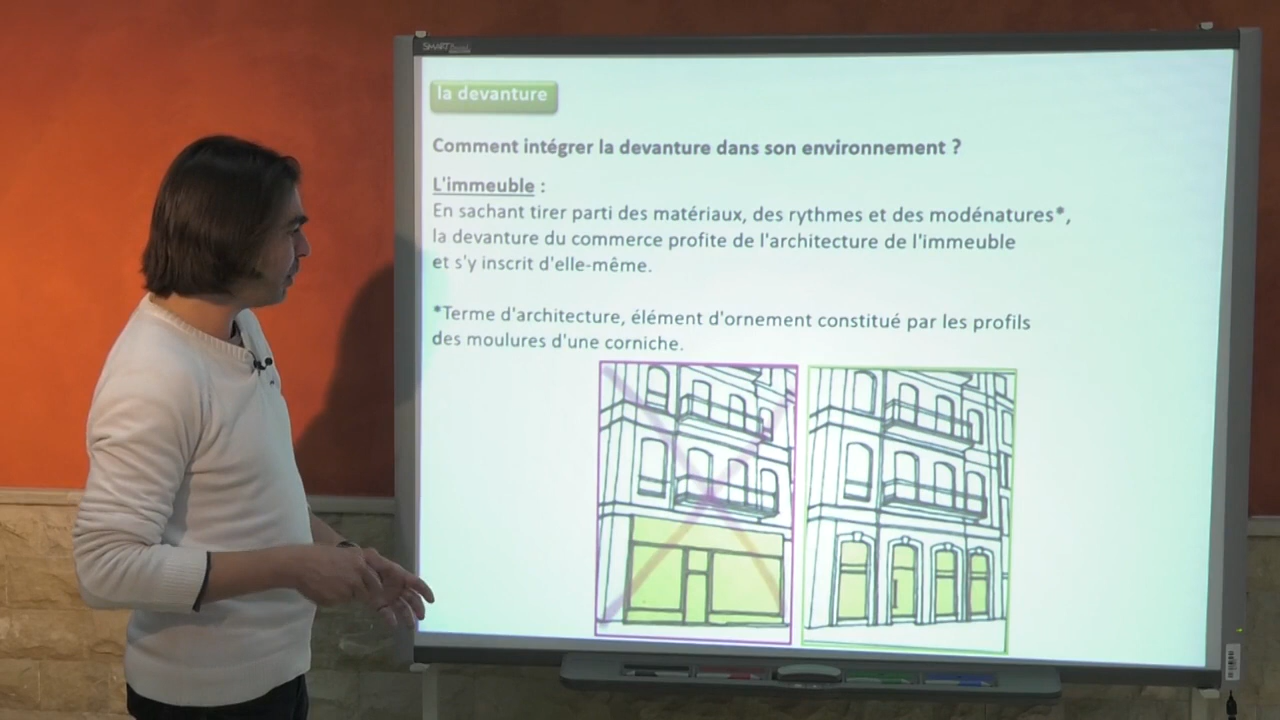 SMART
la devanture
Comment intégrer la devanture dans son environnement ?
L'immeuble :
En sachant tirer parti des matériaux, des rythmes et des modénatures*,
la devanture du commerce profite de l'architecture de l'immeuble
et s'y inscrit d'elle-même.
*Terme d'architecture, élément d'ornement constitué par les profils
des moulures d'une corniche.